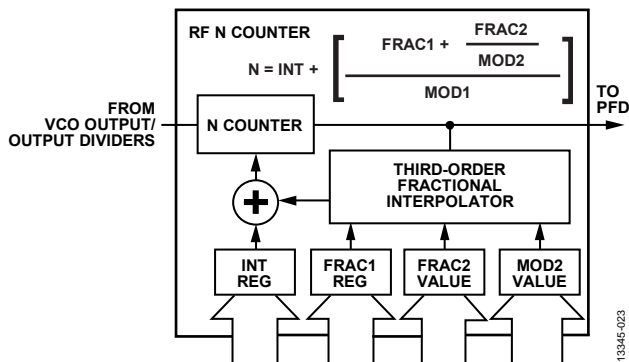 RF N COUNTER
N = INT +
FRAC1 +
FRAC2
MOD2
MOD1
FROM
VCO OUTPUT/
OUTPUT DIVIDERS
N COUNTER
TO
PFD
THIRD-ORDER
FRACTIONAL
INTERPOLATOR
+
INT
REG
FRAC1
REG
FRAC2
VALUE
MOD2
VALUE
13345-023